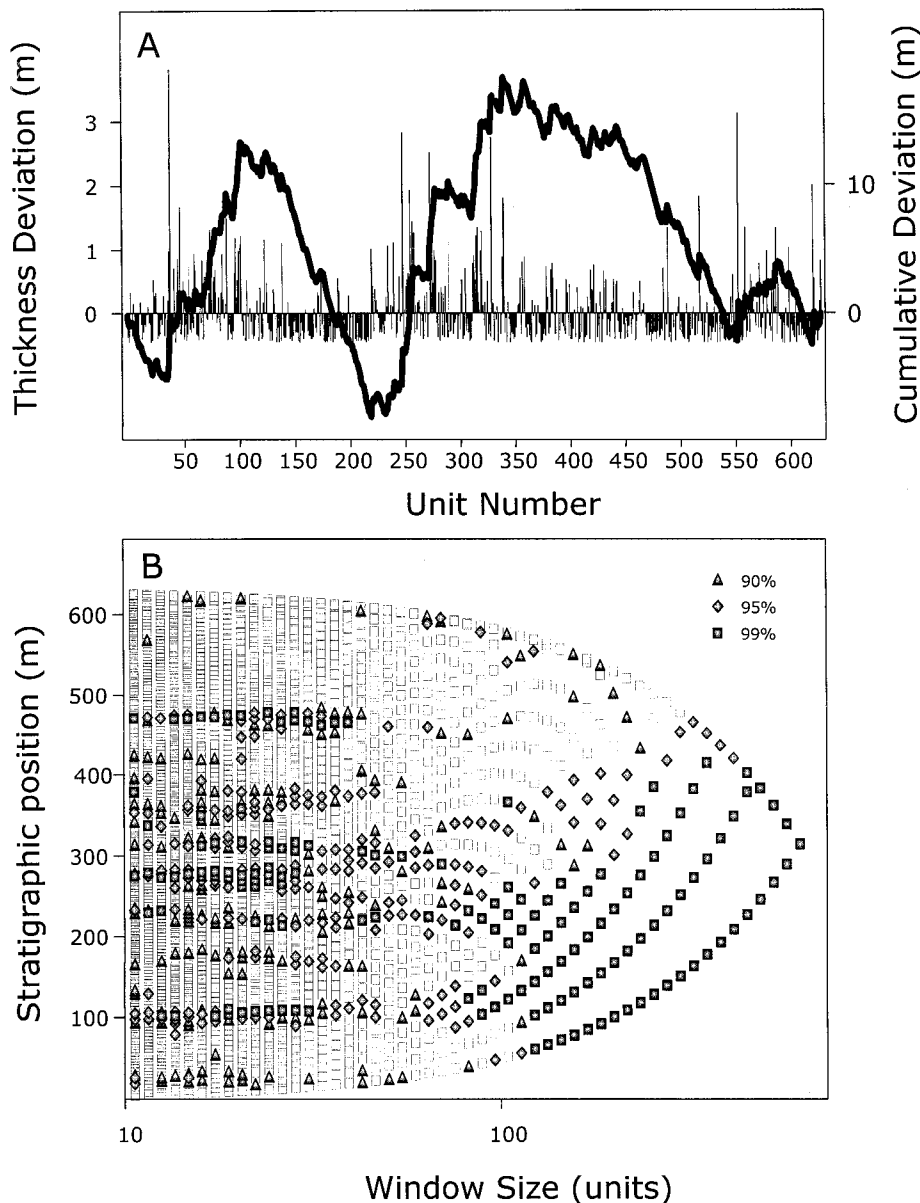 A
Thickness Deviation (m)
3
2
1
0
Cumulative Deviation (m)
10
0
50 100 150 200 250 300 350 400 450 500 550 600
Unit Number
B
90%
95%
99%
Stratigraphic position (m)
600
500
400
300
200
100
10 100
Window Size (units)